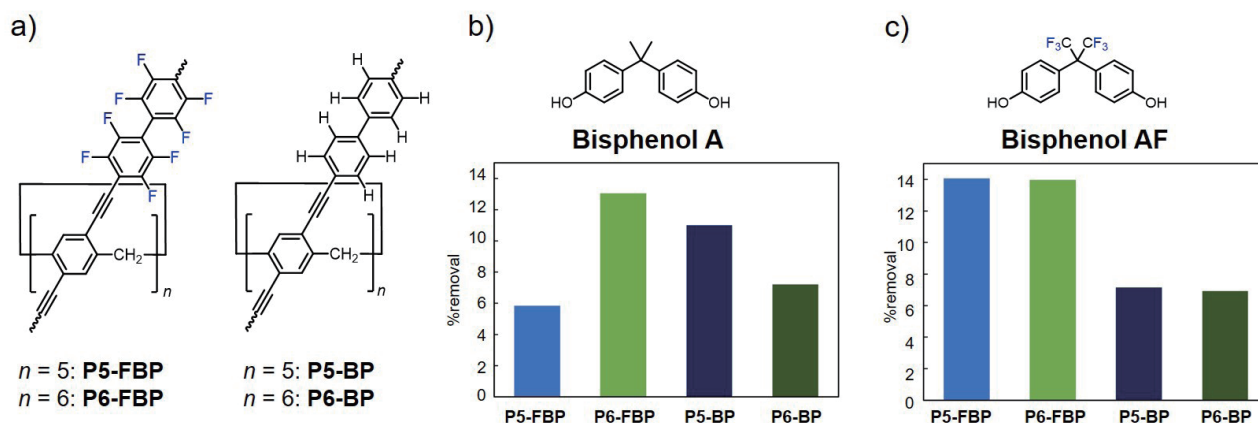 a)
F
F
F
F
F
F
F
F
CH2
n
n = 5: P5-FBP
n = 6: P6-FBP
H
H
H
H
H
H
H
H
CH2
n
n = 5: P5-BP
n = 6: P6-BP
b)
HO
OH
Bisphenol A
%removal
14
12
10
8
6
4
2
0
P5-FBP P6-FBP P5-BP P6-BP
c)
F3C CF3
HO
OH
Bisphenol AF
%removal
14
12
10
8
6
4
2
0
P5-FBP P6-FBP P5-BP P6-BP